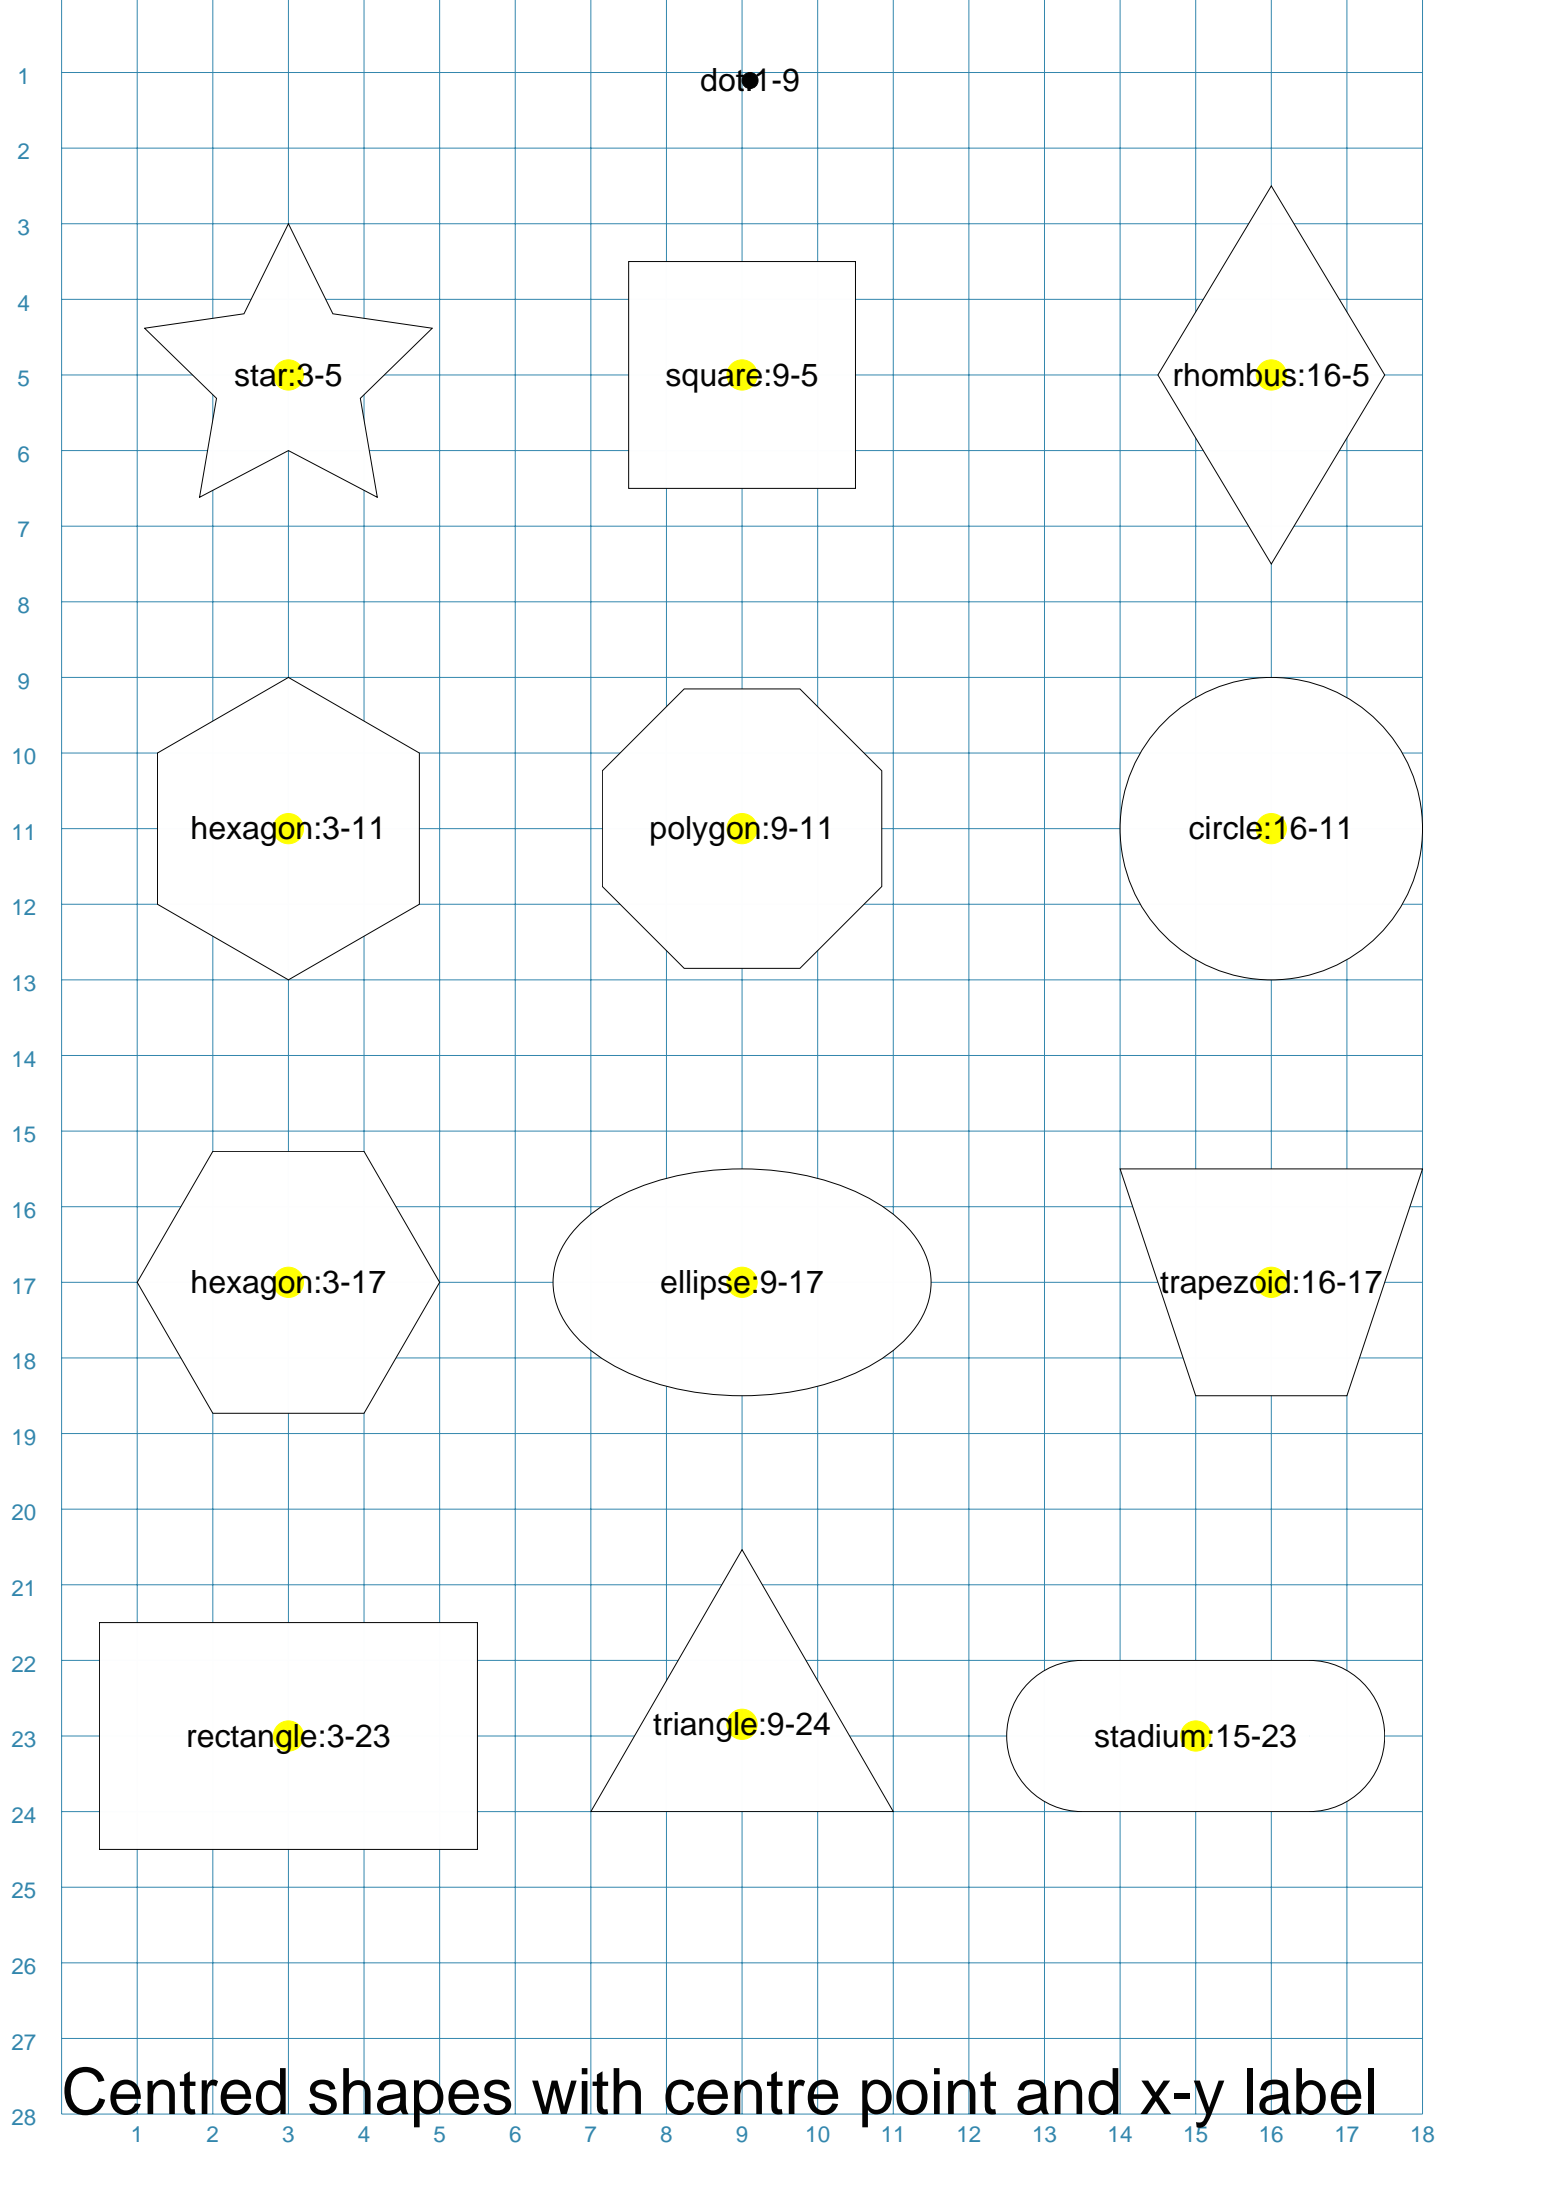 1
dot:1-9
2
3
4
5
star:3-5
square:9-5
rhombus:16-5
6
7
8
9
10
11
hexagon:3-11
polygon:9-11
circle:16-11
12
13
14
15
16
17
hexagon:3-17
ellipse:9-17
trapezoid:16-17
18
19
20
21
22
23
rectangle:3-23
triangle:9-24
stadium:15-23
24
25
26
27
Centred shapes with centre point and x-y label
28
1 2 3 4 5 6 7 8 9 10 11 12 13 14 15 16 17 18